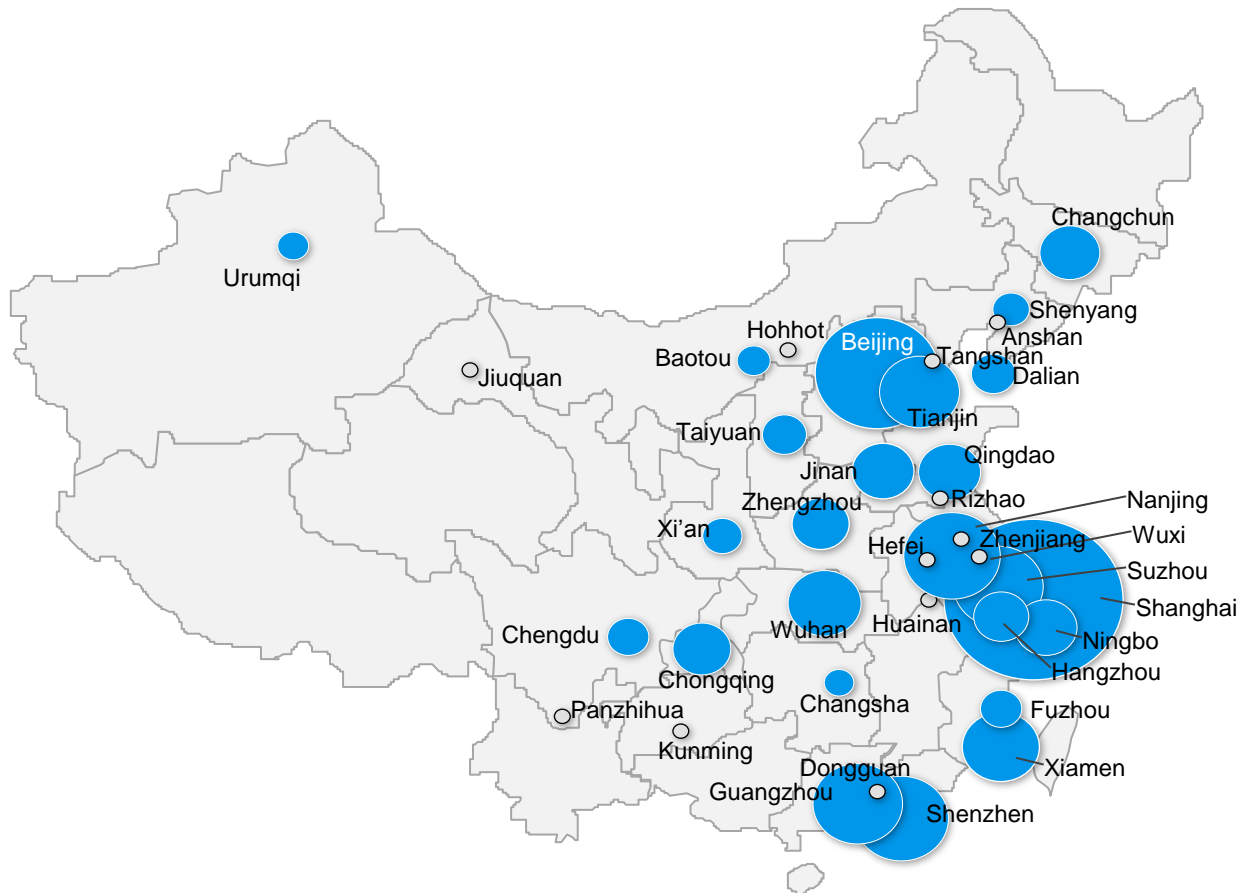 Changchun
Urumqi
Shenyang
Hohhot
Anshan
Beijing
Baotou
Tangshan
Jiuquan
Dalian
Tianjin
Taiyuan
Qingdao
Jinan
Rizhao
Nanjing
Zhengzhou
Xi’an
Zhenjiang
Wuxi
Hefei
Suzhou
Shanghai
Huainan
Wuhan
Chengdu
Ningbo
Hangzhou
Chongqing
Changsha
Panzhihua
Fuzhou
Kunming
Xiamen
Dongguan
Guangzhou
Shenzhen